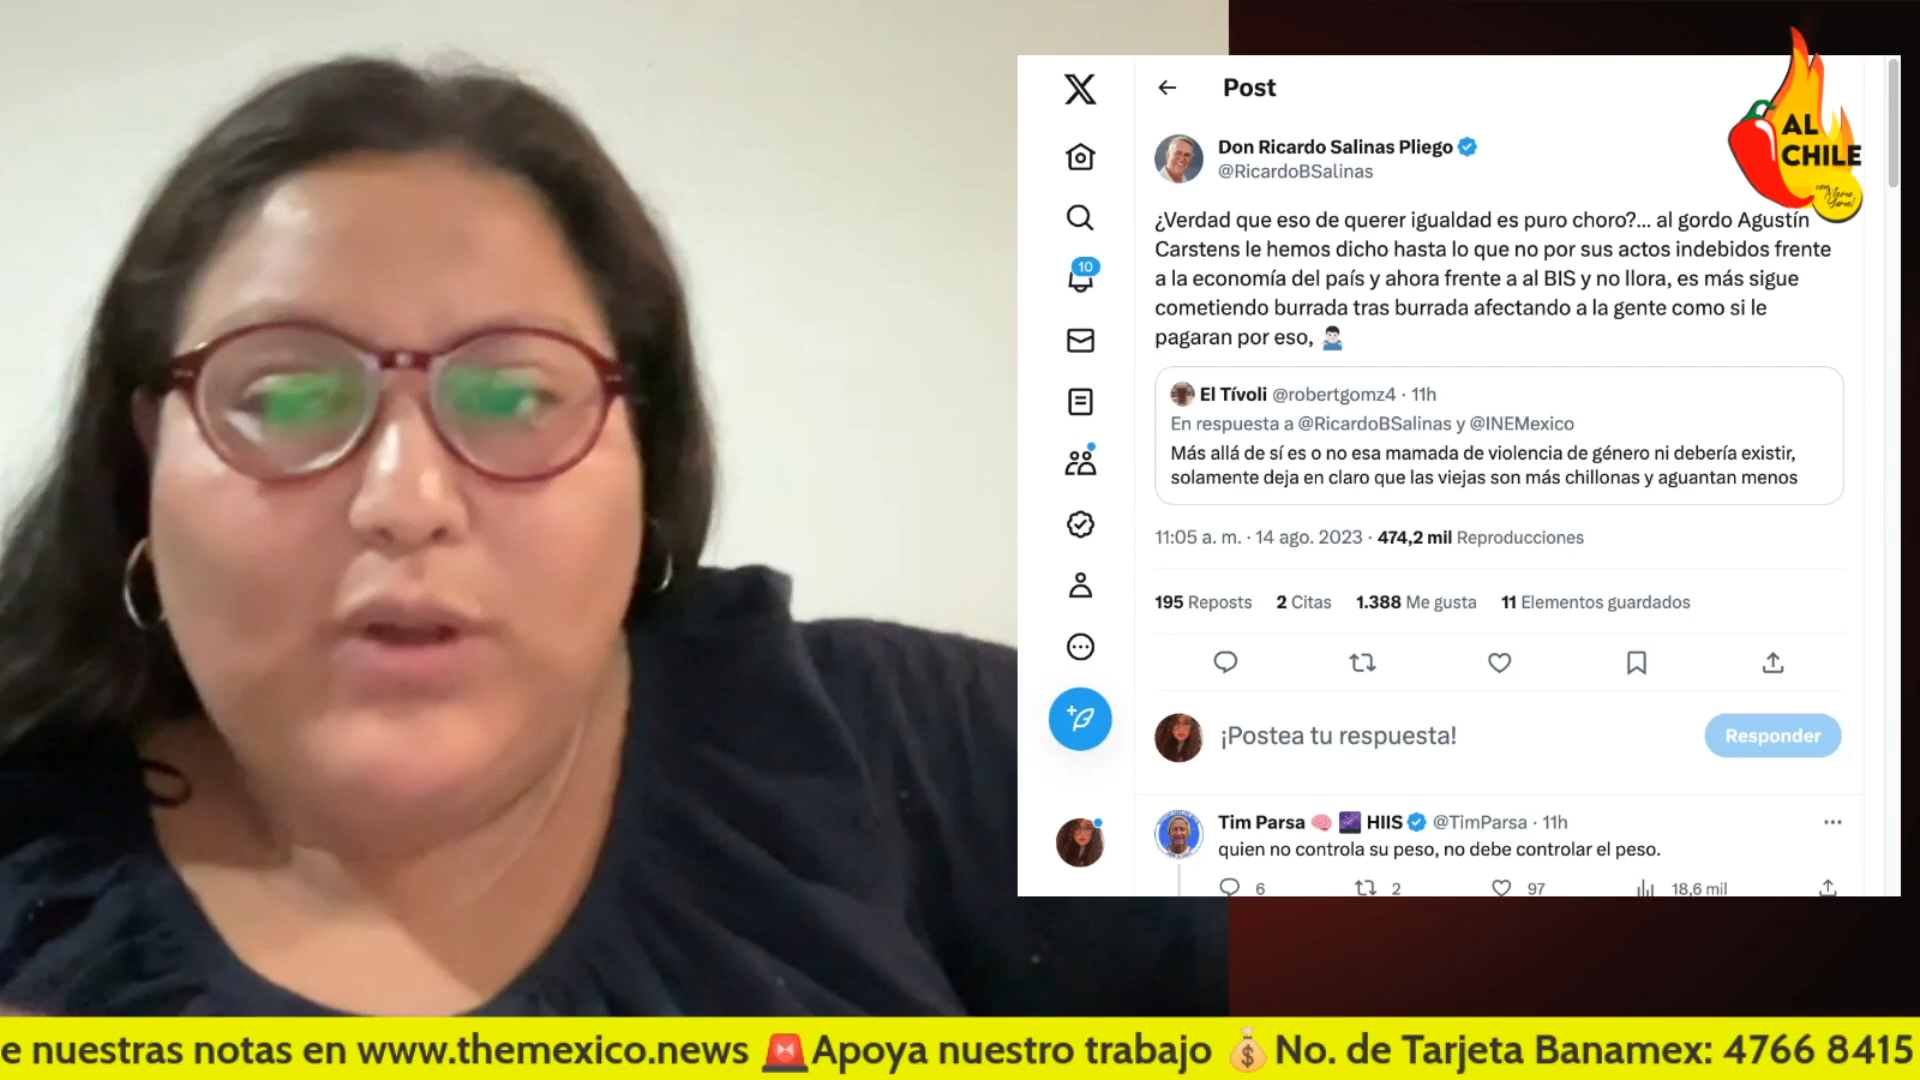 Post
AL
CHILE
Don Ricardo Salinas Pliego
@RicardoBSalinas
¿Verdad que eso de querer igualdad es puro choro?... al gordo Agustín
Carstens le hemos dicho hasta lo que no por sus actos indebidos frente
a la economía del país y ahora frente a al BIS y no llora, es más sigue
cometiendo burrada tras burrada afectando a la gente como si le
pagaran por eso,
El Tívoli @robertgomz4 · 11h
En respuesta a @RicardoBSalinas y @INEMexico
Más allá de sí es o no esa mamada de violencia de género ni debería existir,
solamente deja en claro que las viejas son más chillonas y aguantan menos
11:05 a. m. · 14 ago. 2023 · 474,2 mil Reproducciones
195 Reposts 2 Citas 1.388 Me gusta 11 Elementos guardados
10
¡Postea tu respuesta!
Responder
Tim Parsa HIIS @TimParsa · 11h
quien no controla su peso, no debe controlar el peso.
6 2 97 18,6 mil
e nuestras notas en www.themexico.news Apoya nuestro trabajo No. de Tarjeta Banamex: 4766 8415